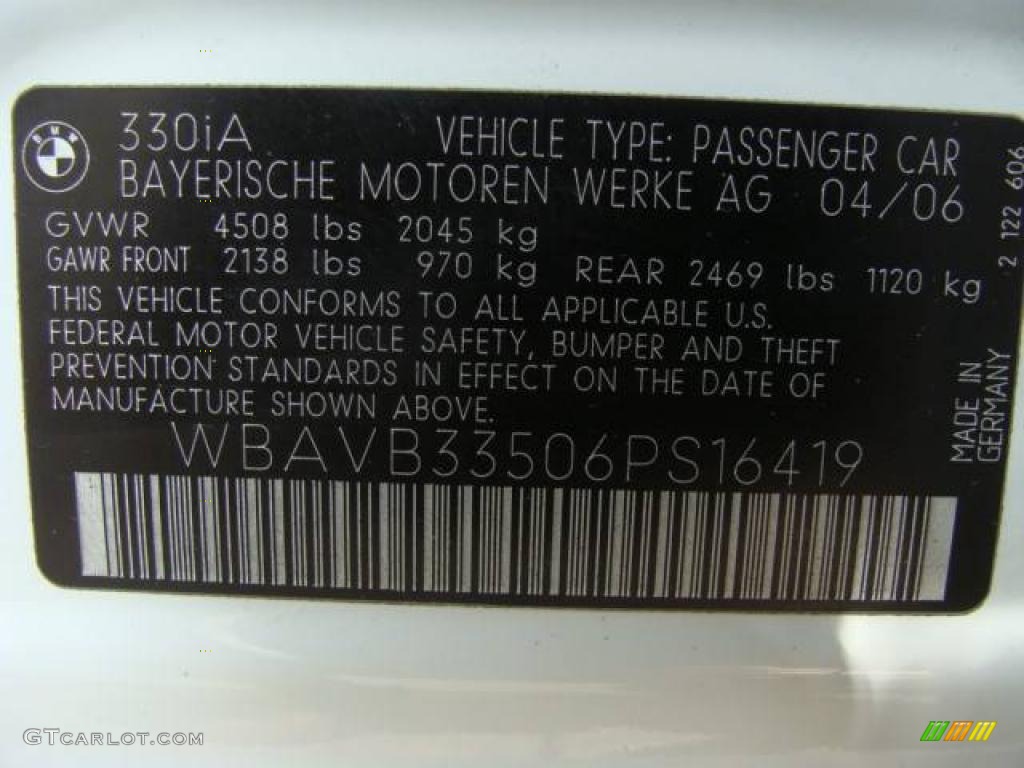 BMW
330iA VEHICLE TYPE: PASSENGER CAR
BAYERISCHE MOTOREN WERKE AG 04/06
GVWR 4508 lbs 2045 kg
GAWR FRONT 2138 lbs 970 kg REAR 2469 lbs 1120 kg
THIS VEHICLE CONFORMS TO ALL APPLICABLE U.S.
FEDERAL MOTOR VEHICLE SAFETY, BUMPER AND THEFT
PREVENTION STANDARDS IN EFFECT ON THE DATE OF
MANUFACTURE SHOWN ABOVE.
WBAVB33506PS16419
2 122 606
MADE IN
GERMANY
GTCARLOT.COM